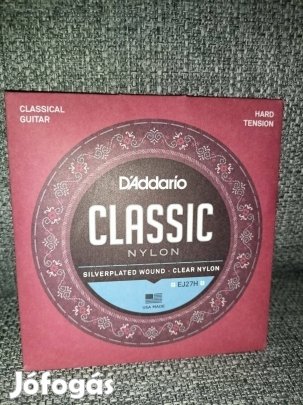 CLASSICAL
GUITAR
HARD
TENSION
D'Addario
CLASSIC
NYLON
SILVERPLATED WOUND · CLEAR NYLON
EJ27H
USA MADE
Jófogás